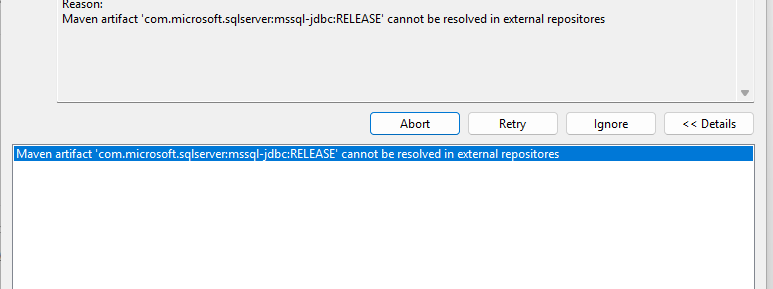 Reason:
Maven artifact 'com.microsoft.sqlserver:mssql-jdbc:RELEASE' cannot be resolved in external repositores
Abort
Retry
Ignore
<< Details
Maven artifact 'com.microsoft.sqlserver:mssql-jdbc:RELEASE' cannot be resolved in external repositores